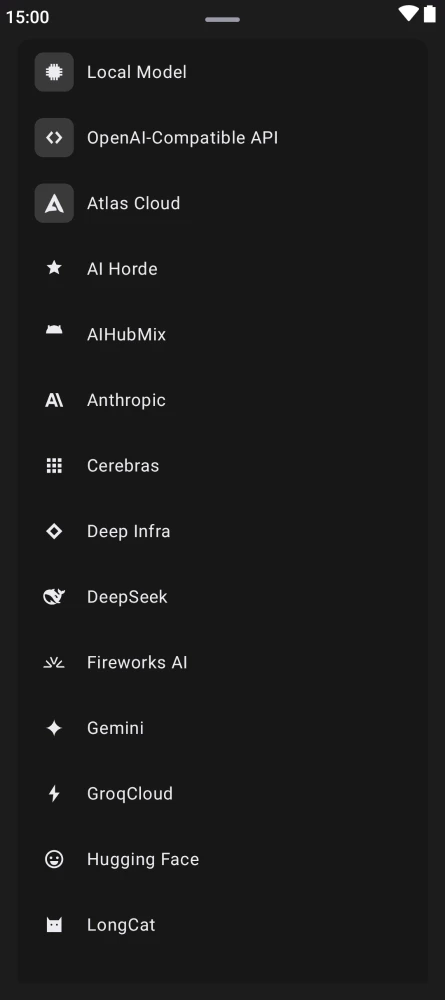 15:00
Local Model
OpenAI-Compatible API
Atlas Cloud
AI Horde
AIHubMix
Anthropic
Cerebras
Deep Infra
DeepSeek
Fireworks AI
Gemini
GroqCloud
Hugging Face
LongCat